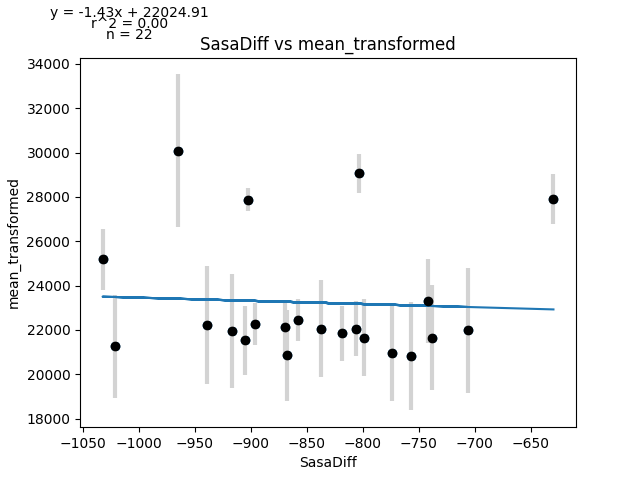 y = -1.43x + 22024.91
r^2 = 0.00
n = 22
SasaDiff vs mean_transformed
34000
32000
30000
28000
26000
24000
22000
20000
18000
mean_transformed
−1050 −1000 −950 −900 −850 −800 −750 −700 −650
SasaDiff